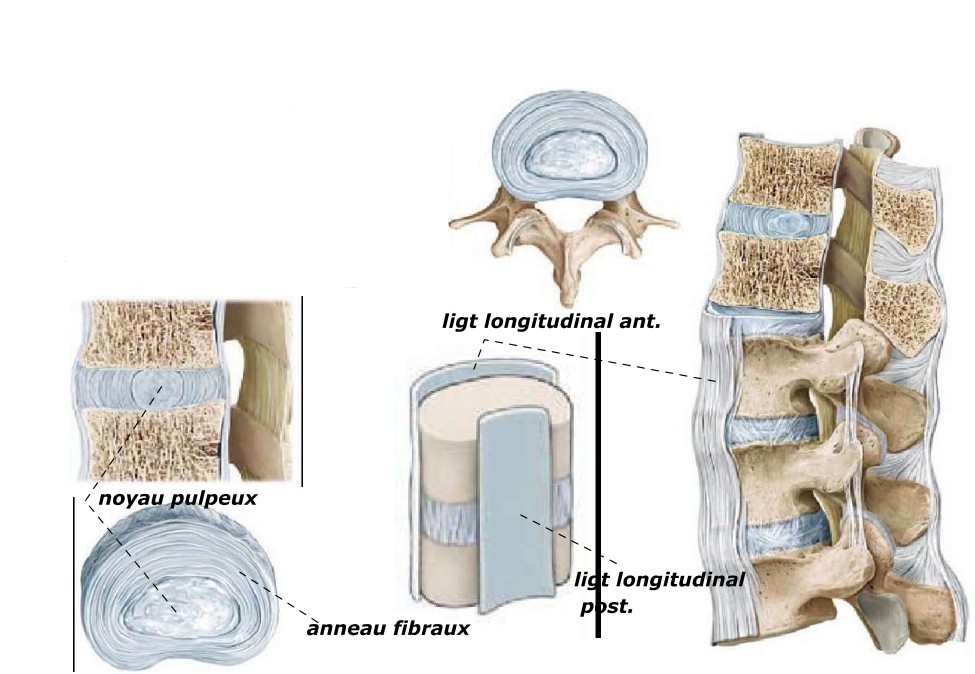 ligt longitudinal ant.
noyau pulpeux
ligt longitudinal
post.
anneau fibraux